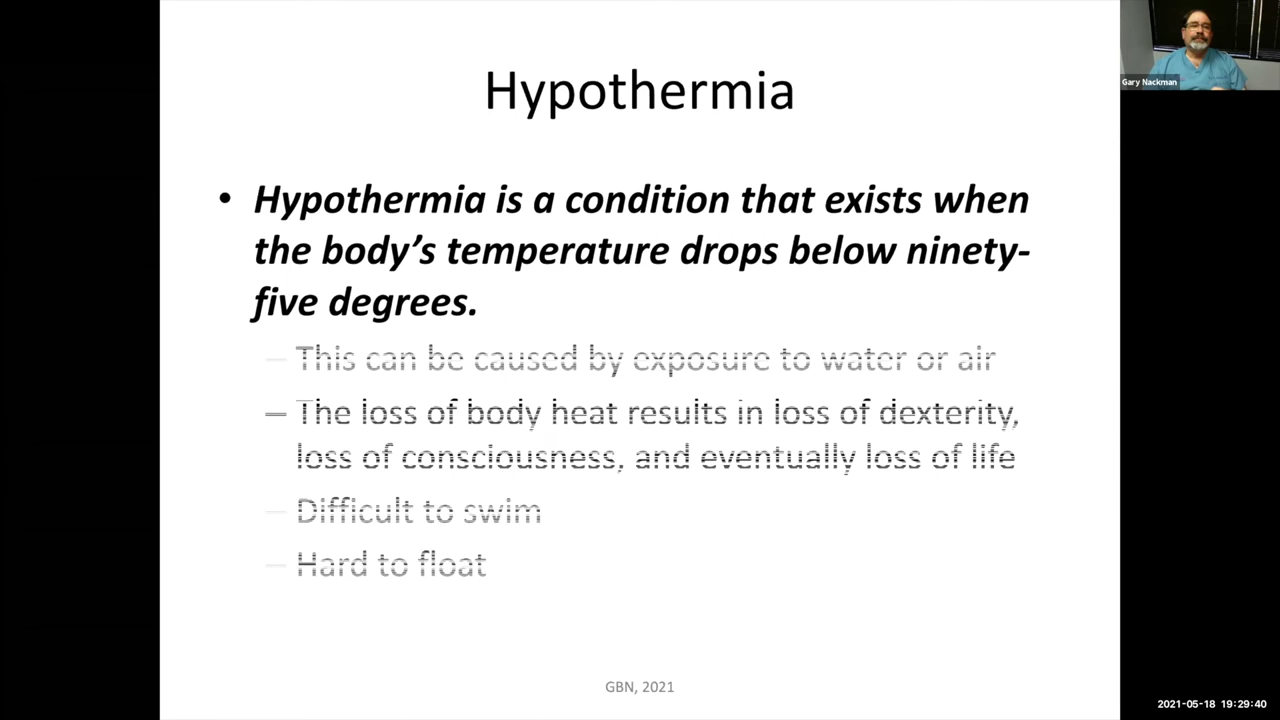 Hypothermia
• Hypothermia is a condition that exists when
the body’s temperature drops below ninety-
five degrees.
– This can be caused by exposure to water or air
– The loss of body heat results in loss of dexterity,
loss of consciousness, and eventually loss of life
– Difficult to swim
– Hard to float
GBN, 2021
Gary Nackman
2021-05-18 19:29:40